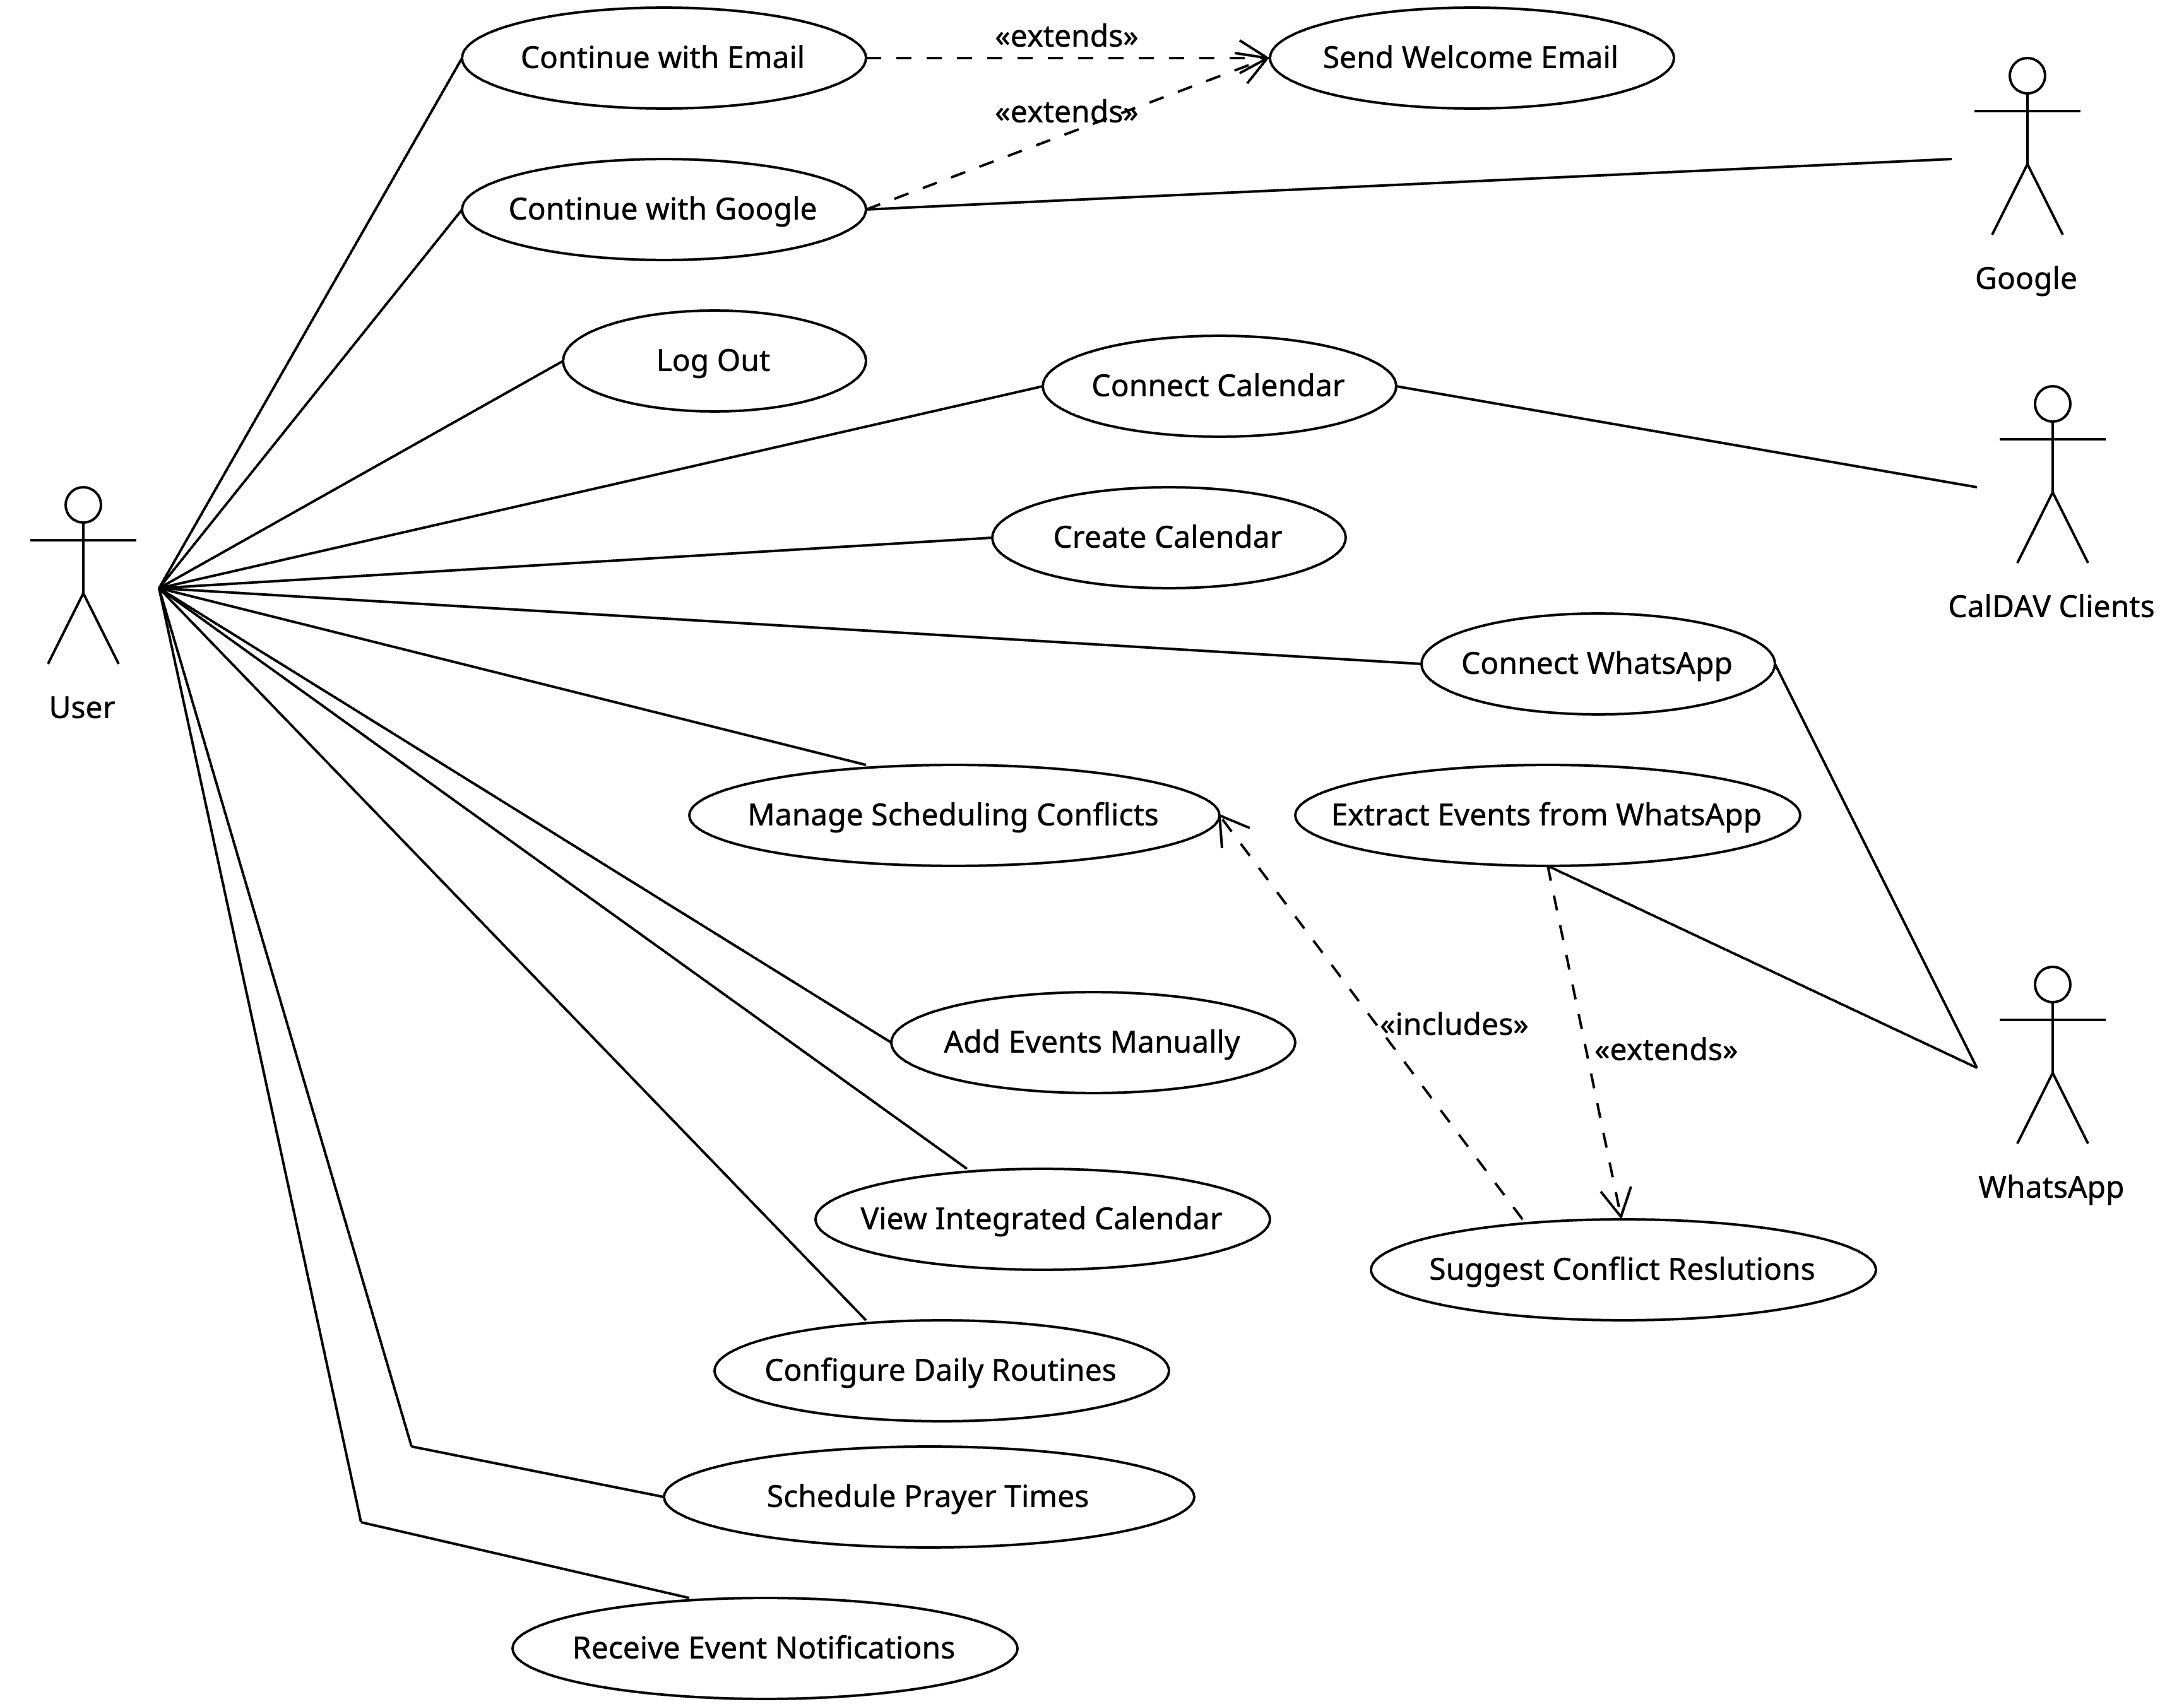 Continue with Email
«extends»
Send Welcome Email
«extends»
Continue with Google
Google
Log Out
Connect Calendar
Create Calendar
CalDAV Clients
Connect WhatsApp
User
Manage Scheduling Conflicts
Extract Events from WhatsApp
«includes»
Add Events Manually
«extends»
WhatsApp
View Integrated Calendar
Suggest Conflict Reslutions
Configure Daily Routines
Schedule Prayer Times
Receive Event Notifications